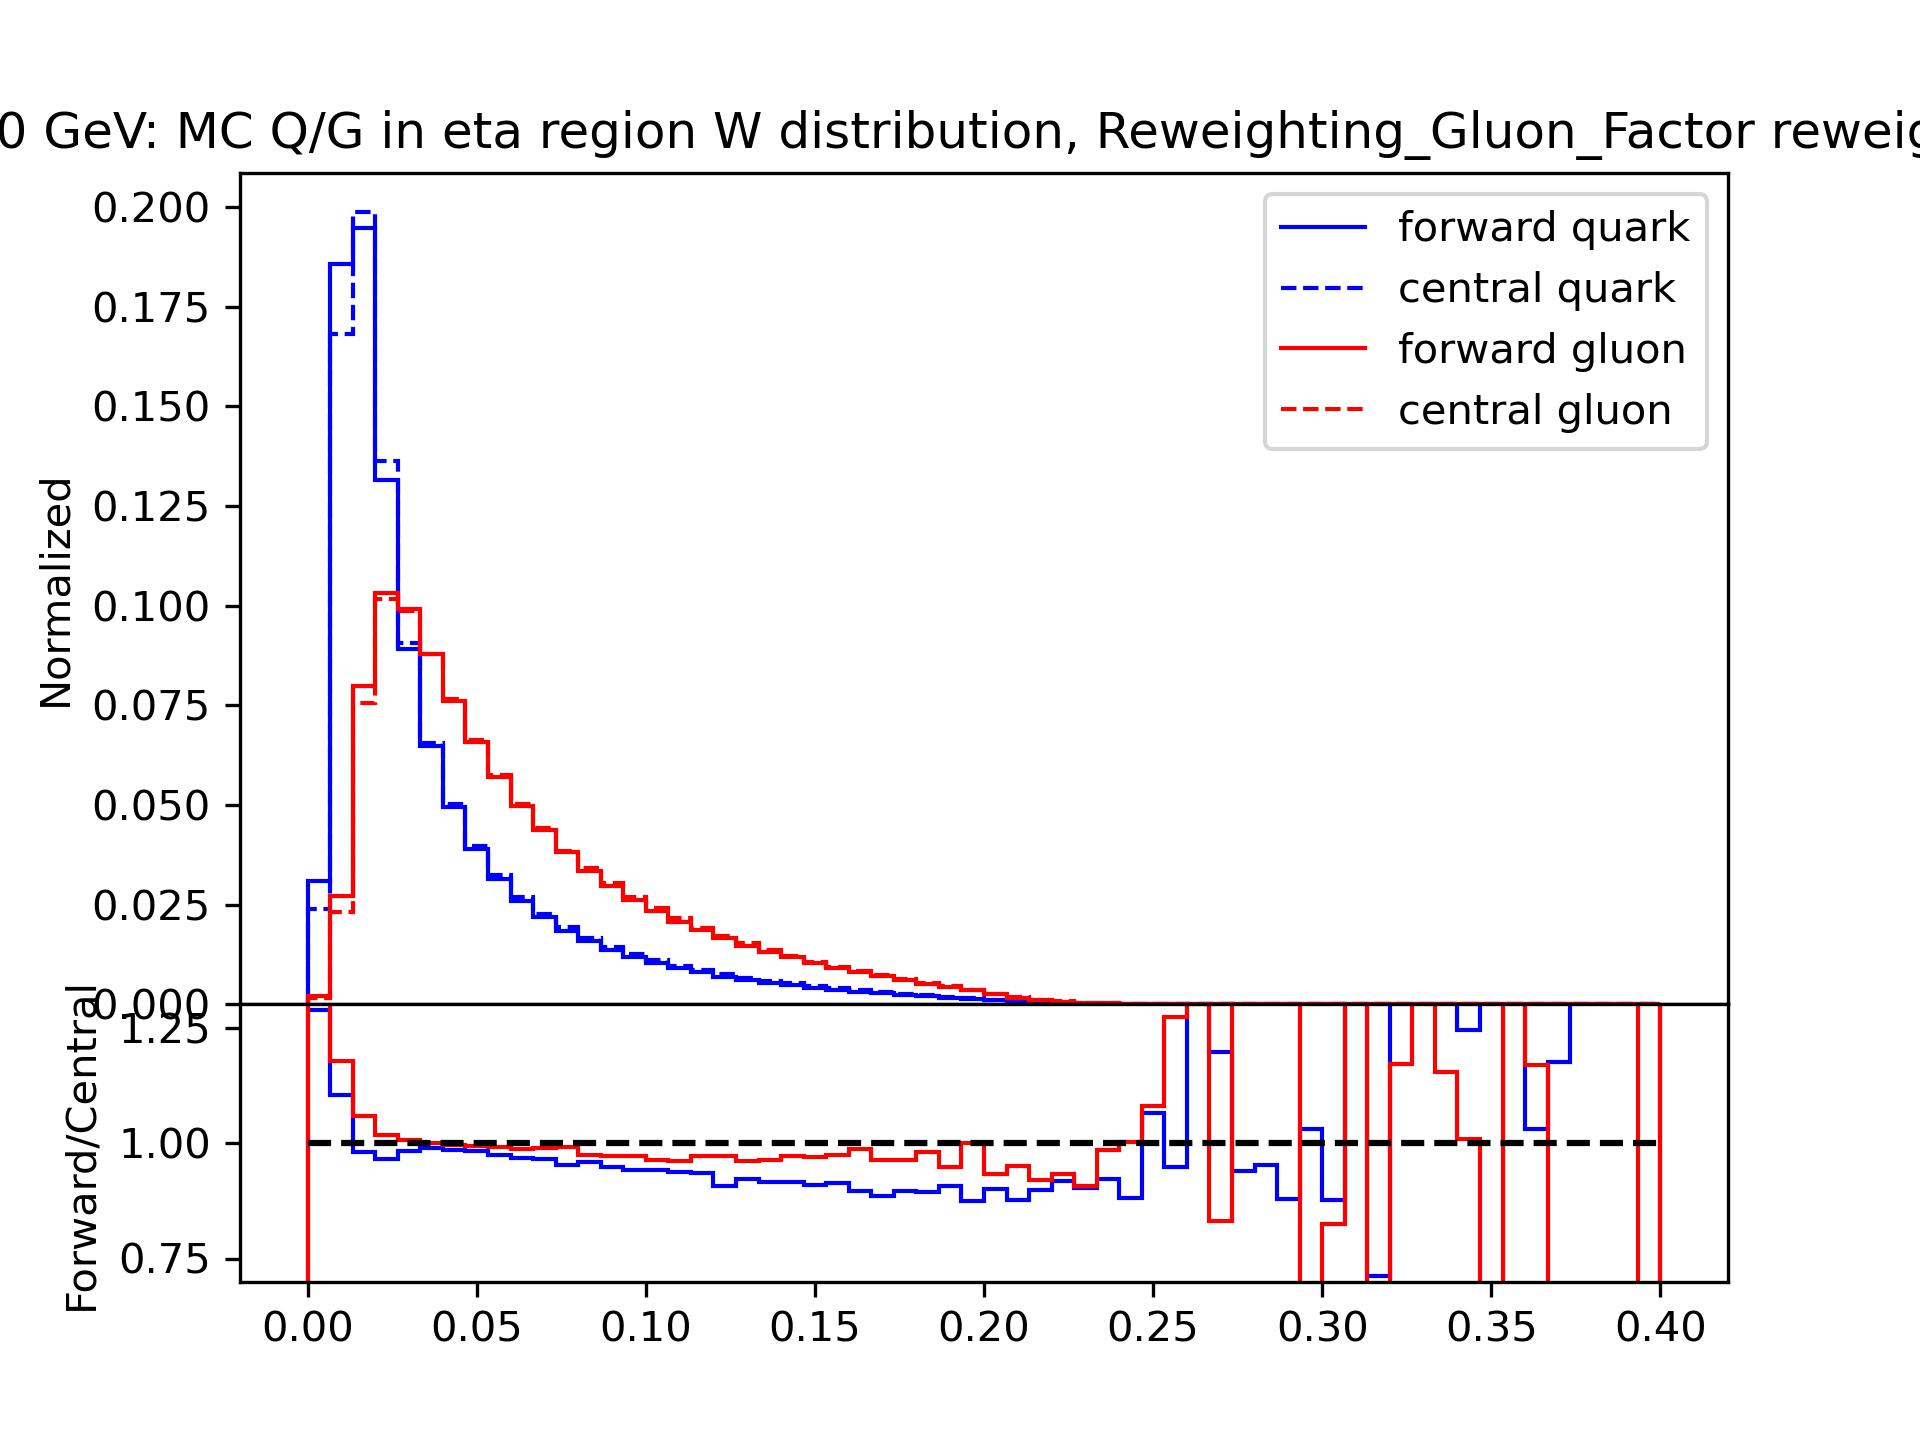 0 GeV: MC Q/G in eta region W distribution, Reweighting_Gluon_Factor
forward quark
central quark
forward gluon
central gluon
Normalized
0.200
0.175
0.150
0.125
0.100
0.075
0.050
0.025
0.000
Forward/Central
1.25
1.00
0.75
0.00 0.05 0.10 0.15 0.20 0.25 0.30 0.35 0.40